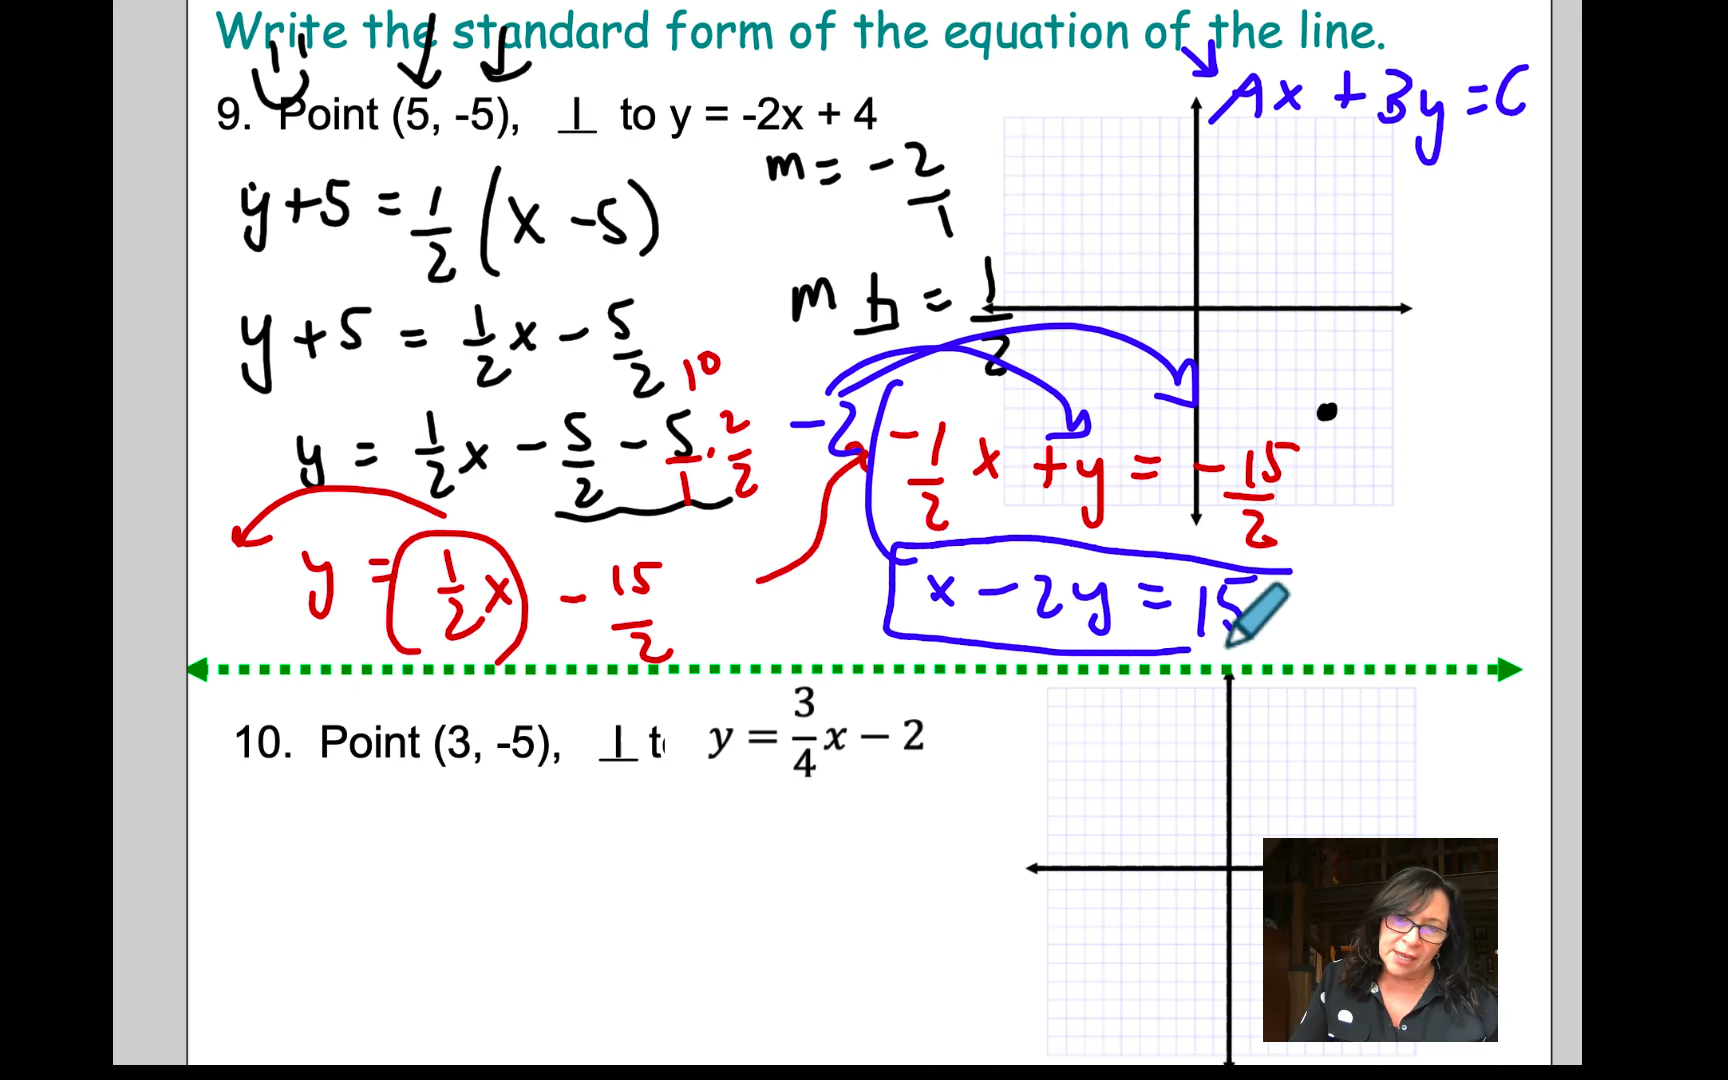 Write the standard form of the equation of the line.
Ax + By = C
9. Point (5, -5), ⊥ to y = -2x + 4
m = -2/1
y + 5 = 1/2 (x - 5)
m ⊥ = 1/2
y + 5 = 1/2 x - 5/2
10
y = 1/2 x - 5/2 - 5/1 · 2/2
-2 ( -1/2 x + y = -15/2
y = 1/2 x - 15/2
x - 2y = 15
10. Point (3, -5), ⊥ to y = 3/4 x - 2